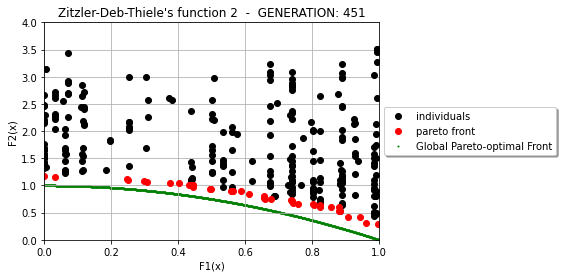 Zitzler-Deb-Thiele's function 2 - GENERATION: 451
4.0
3.5
3.0
2.5
2.0
1.5
1.0
0.5
0.0
F2(x)
0.0 0.2 0.4 0.6 0.8 1.0
F1(x)
individuals
pareto front
Global Pareto-optimal Front